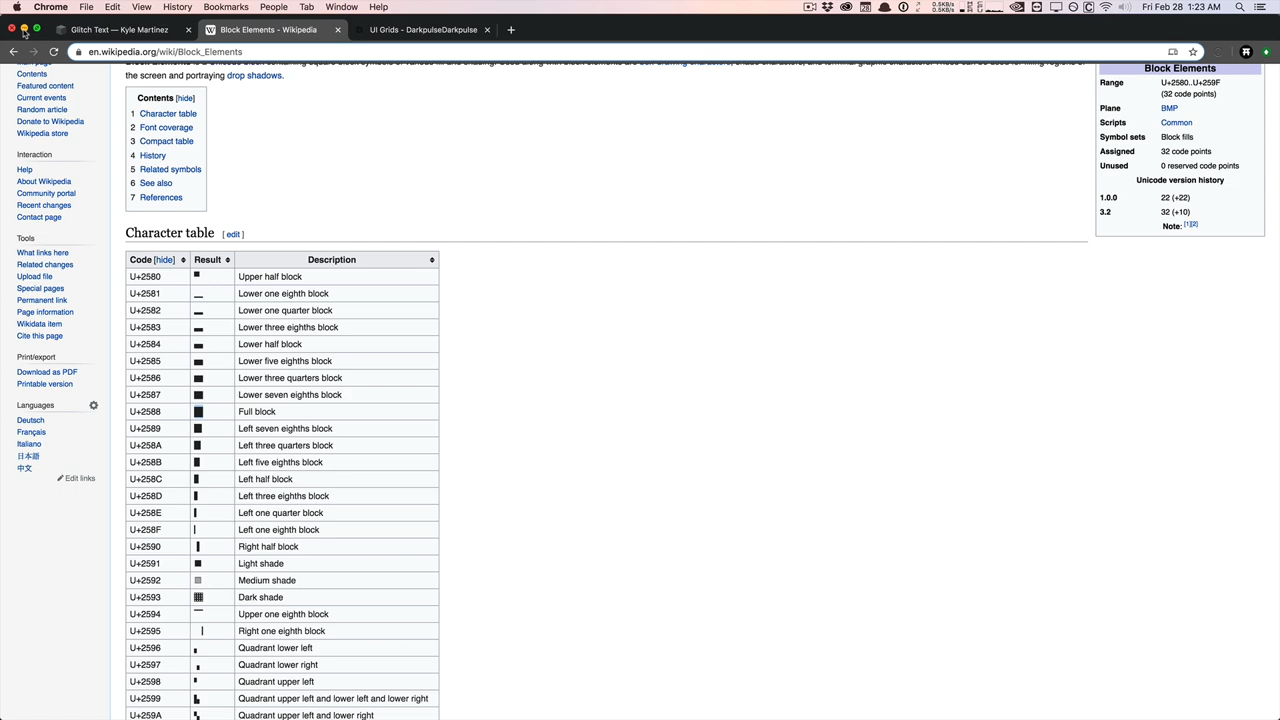 Chrome File Edit View History Bookmarks People Tab Window Help
0.5KB/s
0.5KB/s
Fri Feb 28 1:23 AM
Glitch Text — Kyle Martinez
Block Elements - Wikipedia
UI Grids - DarkpulseDarkpulse
en.wikipedia.org/wiki/Block_Elements
the screen and portraying drop shadows.
Contents
Featured content
Current events
Random article
Donate to Wikipedia
Wikipedia store
Interaction
Help
About Wikipedia
Community portal
Recent changes
Contact page
Tools
What links here
Related changes
Upload file
Special pages
Permanent link
Page information
Wikidata item
Cite this page
Print/export
Download as PDF
Printable version
Languages
Deutsch
Français
Italiano
日本語
中文
Edit links
Contents [hide]
1 Character table
2 Font coverage
3 Compact table
4 History
5 Related symbols
6 See also
7 References
Block Elements
Range U+2580..U+259F
(32 code points)
Plane BMP
Scripts Common
Symbol sets Block fills
Assigned 32 code points
Unused 0 reserved code points
Unicode version history
1.0.0 22 (+22)
3.2 32 (+10)
Note: [1][2]
Character table [ edit ]
Code [hide] Result Description
U+2580 ▀ Upper half block
U+2581 ▁ Lower one eighth block
U+2582 ▂ Lower one quarter block
U+2583 ▃ Lower three eighths block
U+2584 ▄ Lower half block
U+2585 ▅ Lower five eighths block
U+2586 ▆ Lower three quarters block
U+2587 ▇ Lower seven eighths block
U+2588 █ Full block
U+2589 ▉ Left seven eighths block
U+258A ▊ Left three quarters block
U+258B ▋ Left five eighths block
U+258C ▌ Left half block
U+258D ▍ Left three eighths block
U+258E ▎ Left one quarter block
U+258F ▏ Left one eighth block
U+2590 ▐ Right half block
U+2591 ░ Light shade
U+2592 ▒ Medium shade
U+2593 ▓ Dark shade
U+2594 ▔ Upper one eighth block
U+2595 ▕ Right one eighth block
U+2596 ▖ Quadrant lower left
U+2597 ▗ Quadrant lower right
U+2598 ▘ Quadrant upper left
U+2599 ▙ Quadrant upper left and lower left and lower right
U+259A ▚ Quadrant upper left and lower right